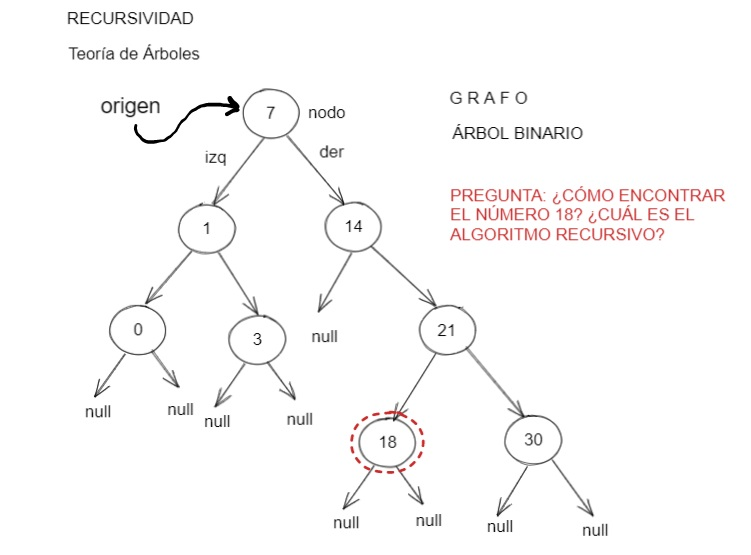 RECURSIVIDAD
Teoría de Árboles
origen
7
nodo
G R A F O
ÁRBOL BINARIO
izq
der
PREGUNTA: ¿CÓMO ENCONTRAR
EL NÚMERO 18? ¿CUÁL ES EL
ALGORITMO RECURSIVO?
1
14
0
3
null
21
null
null
null
null
18
30
null
null
null
null